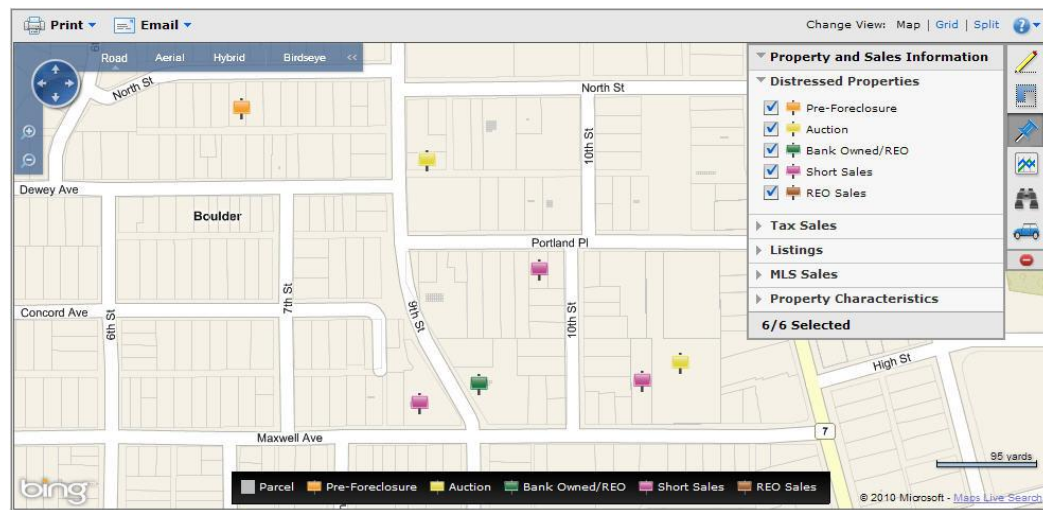 Print Email Change View: Map | Grid | Split ?
Road Aerial Hybrid Birdseye <<
Property and Sales Information
Distressed Properties
Pre-Foreclosure
Auction
Bank Owned/REO
Short Sales
REO Sales
Tax Sales
Listings
MLS Sales
Property Characteristics
6/6 Selected
North St
North St
10th St
Dewey Ave
Boulder
Portland Pl
Concord Ave
6th St
7th St
9th St
10th St
High St
Maxwell Ave
7
95 yards
bing
Parcel Pre-Foreclosure Auction Bank Owned/REO Short Sales REO Sales
© 2010 Microsoft - Maps Live Search